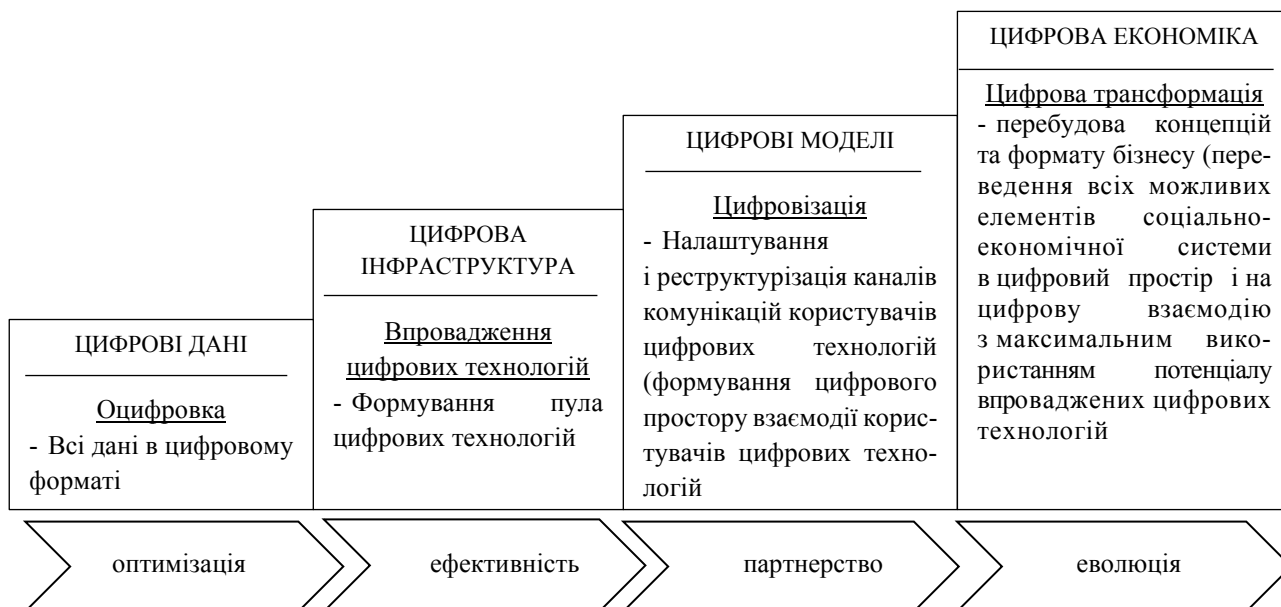 ЦИФРОВІ ДАНІ
Оцифровка
- Всі дані в цифровому
форматі
ЦИФРОВА
ІНФРАСТРУКТУРА
Впровадження
цифрових технологій
- Формування пула
цифрових технологій
ЦИФРОВІ МОДЕЛІ
Цифровізація
- Налаштування
і реструктурізація каналів
комунікацій користувачів
цифрових технологій
(формування цифрового
простору взаємодії корис-
тувачів цифрових техно-
логій
ЦИФРОВА ЕКОНОМІКА
Цифрова трансформація
- перебудова концепцій
та формату бізнесу (пере-
ведення всіх можливих
елементів соціально-
економічної системи
в цифровий простір і на
цифрову взаємодію
з максимальним вико-
ристанням потенціалу
впроваджених цифрових
технологій
оптимізація
ефективність
партнерство
еволюція